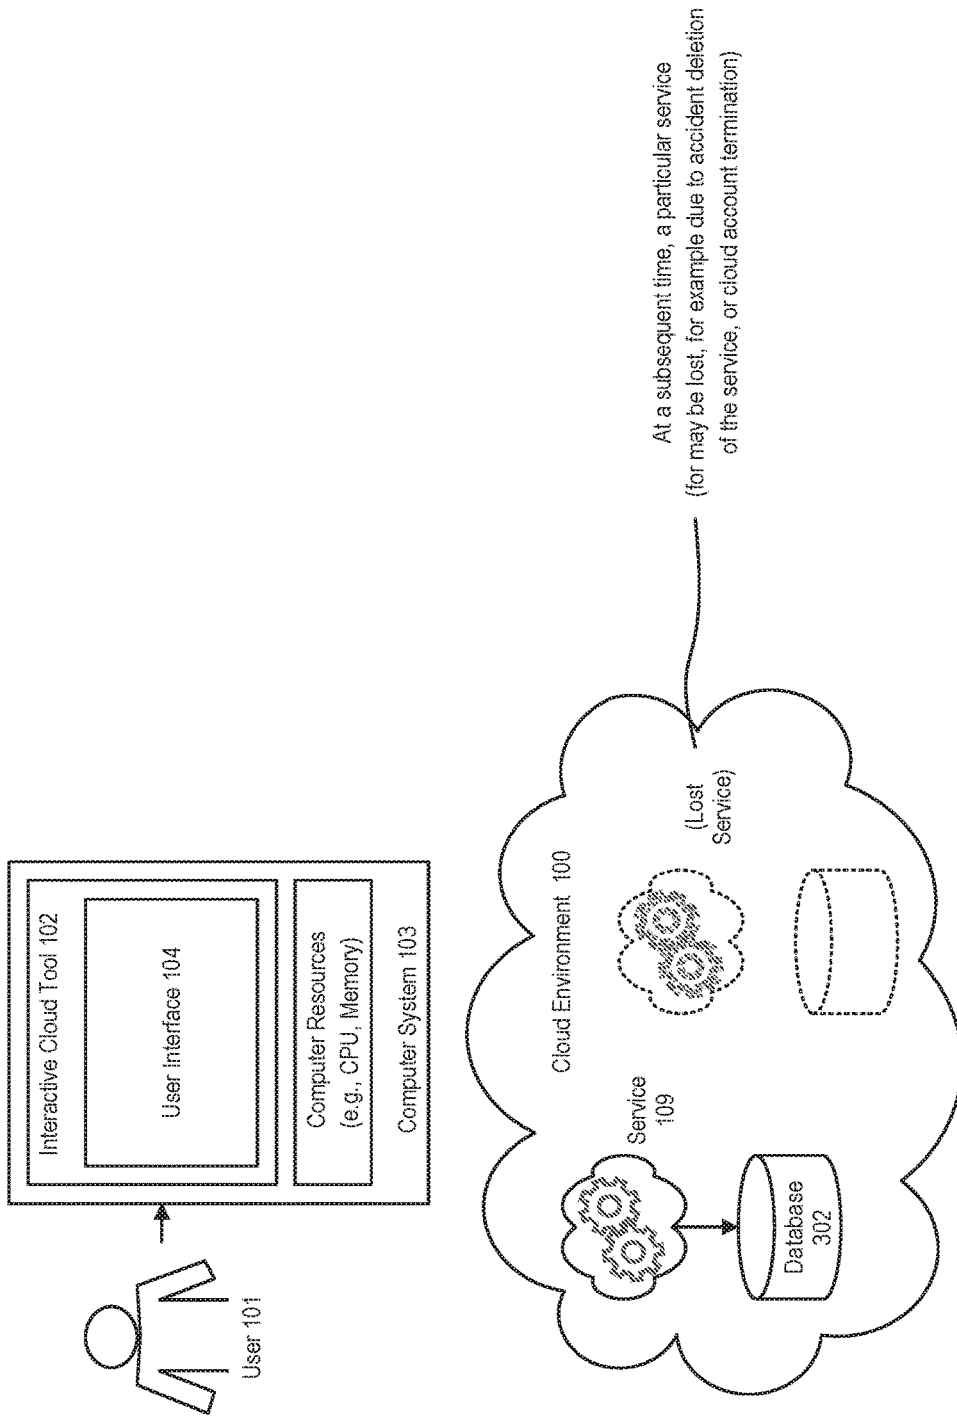 Interactive Cloud Tool 102
User Interface 104
Computer Resources
(e.g., CPU, Memory)
Computer System 103
User 101
Cloud Environment 100
Service
109
Database
302
(Lost
Service)
At a subsequent time, a particular service
(for may be lost, for example due to accident deletion
of the service, or cloud account termination)